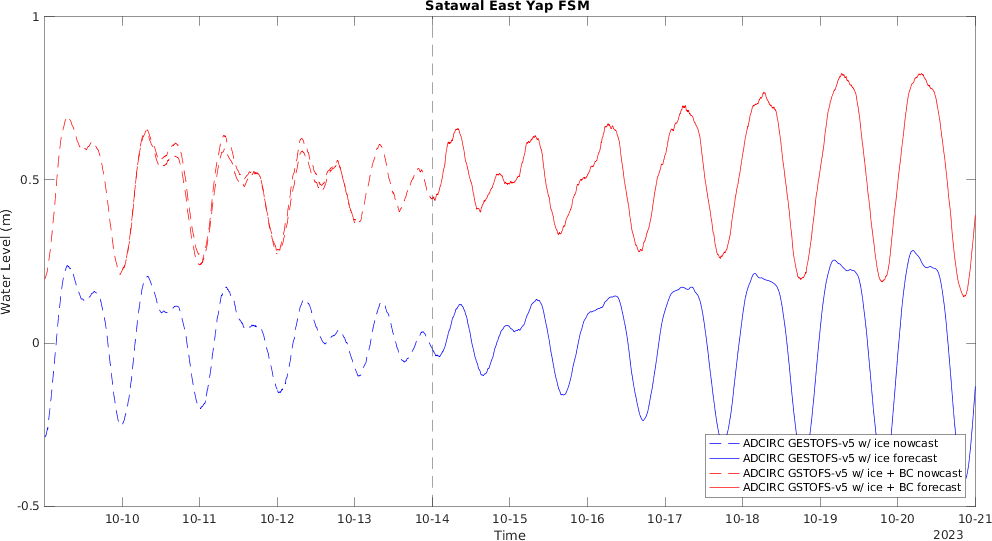 Satawal East Yap FSM
1
0.5
0
-0.5
Water Level (m)
ADCIRC GESTOFS-v5 w/ ice nowcast
ADCIRC GESTOFS-v5 w/ ice forecast
ADCIRC GSTOFS-v5 w/ ice + BC nowcast
ADCIRC GSTOFS-v5 w/ ice + BC forecast
10-10 10-11 10-12 10-13 10-14 10-15 10-16 10-17 10-18 10-19 10-20 10-21
Time
2023